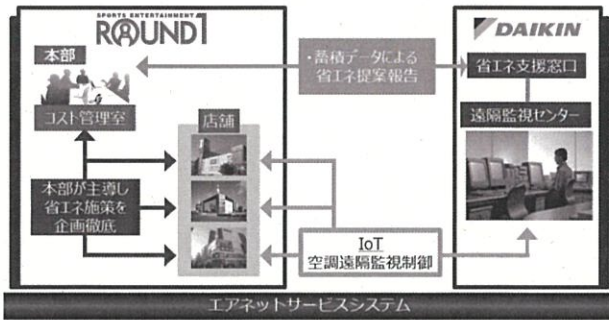 SPORTS ENTERTAINMENT
ROUND1
本部
コスト管理室
店舗
本部が主導し
省エネ施策を
企画徹底
・蓄積データによる
省エネ提案報告
IoT
空調遠隔監視制御
DAIKIN
省エネ支援窓口
遠隔監視センター
エアネットサービスシステム